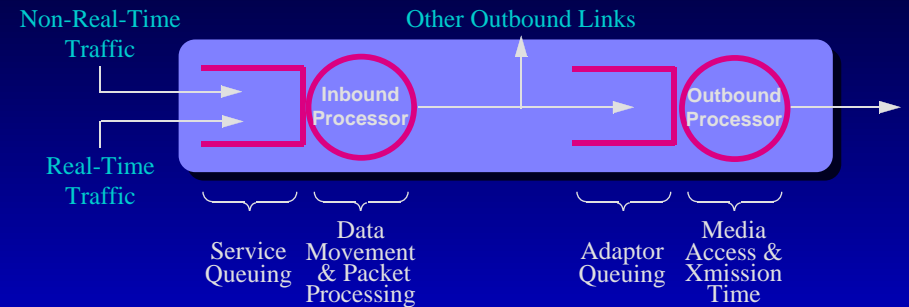 Non-Real-Time
Traffic
Other Outbound Links
Inbound
Processor
Outbound
Processor
Real-Time
Traffic
Service
Queuing
Data
Movement
& Packet
Processing
Adaptor
Queuing
Media
Access &
Xmission
Time